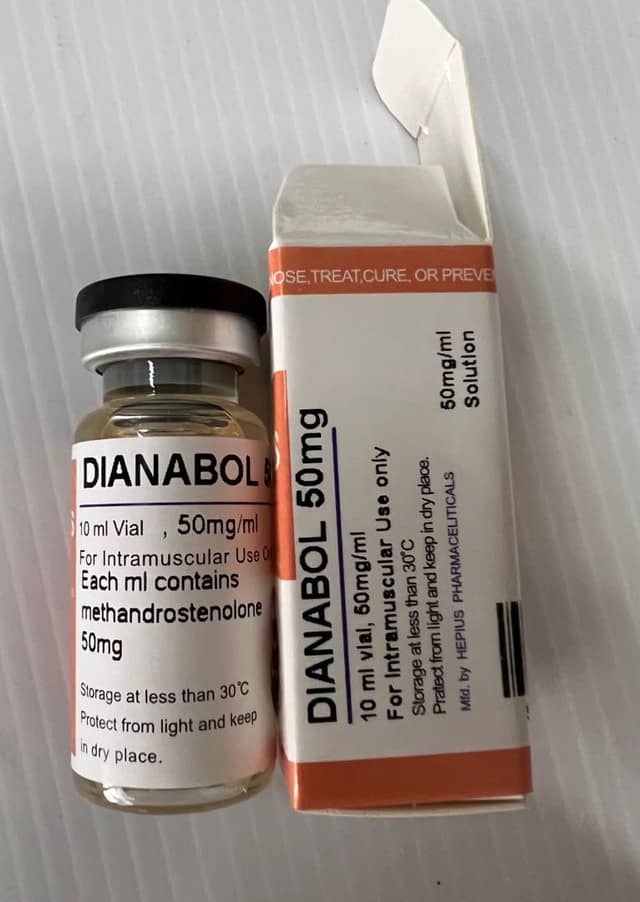 DIANABOL 5
10 ml Vial , 50mg/ml
For Intramuscular Use O
Each ml contains
methandrostenolone
50mg
Storage at less than 30°C
Protect from light and keep
in dry place.
OSE,TREAT,CURE, OR PREVE
DIANABOL 50mg
10 ml vial, 50mg/ml
For Intramuscular Use only
Storage at less than 30°C
Pratect from light and keep in dry place.
Mfd. by HEPIUS PHARMACELITICALS
50mg/ml
Solution